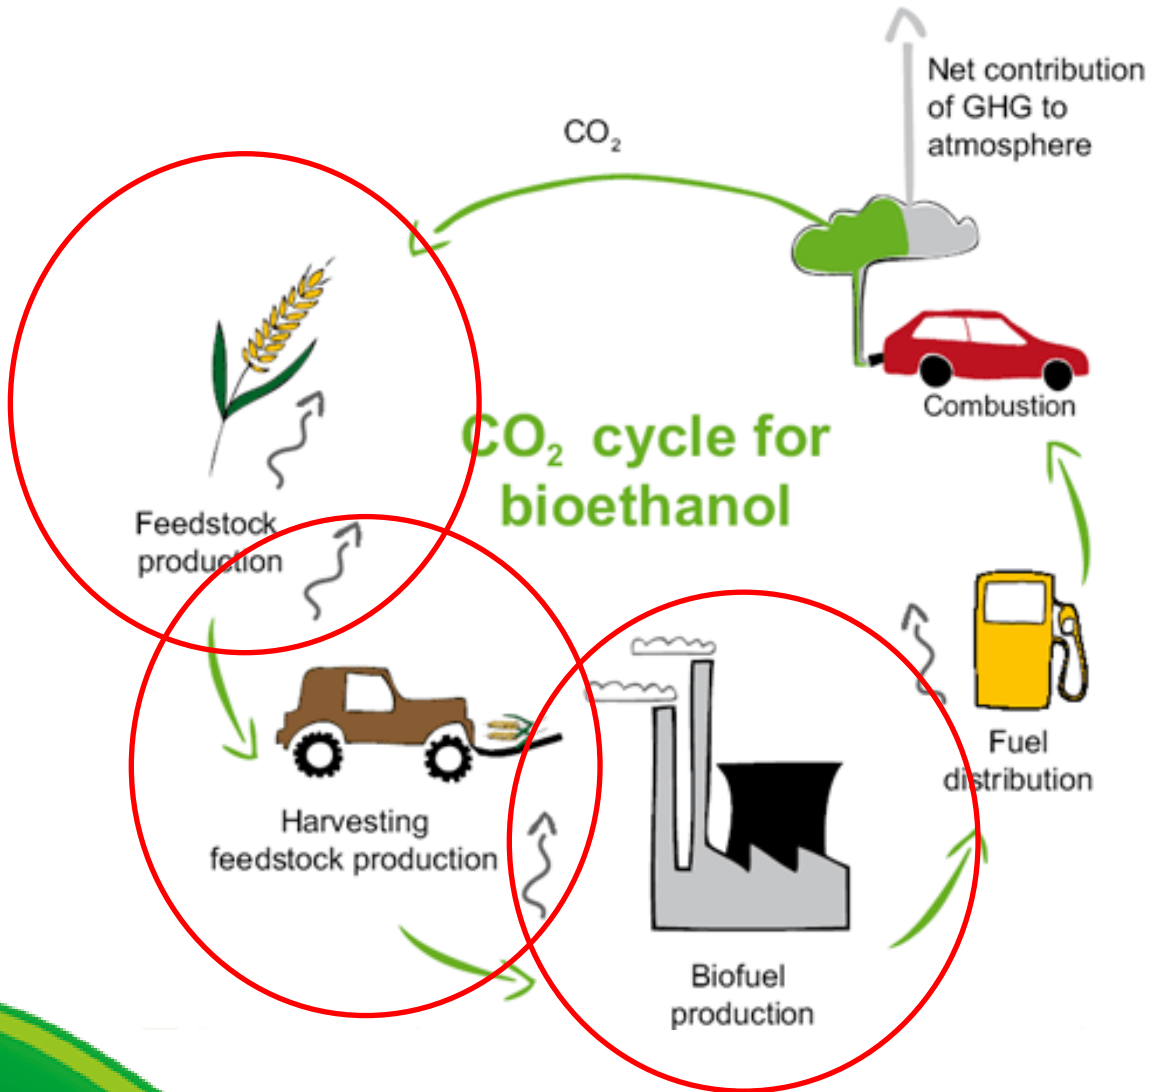 Net contribution
of GHG to
atmosphere
CO₂
Combustion
CO₂ cycle for
bioethanol
Feedstock
production
Fuel
distribution
Harvesting
feedstock production
Biofuel
production